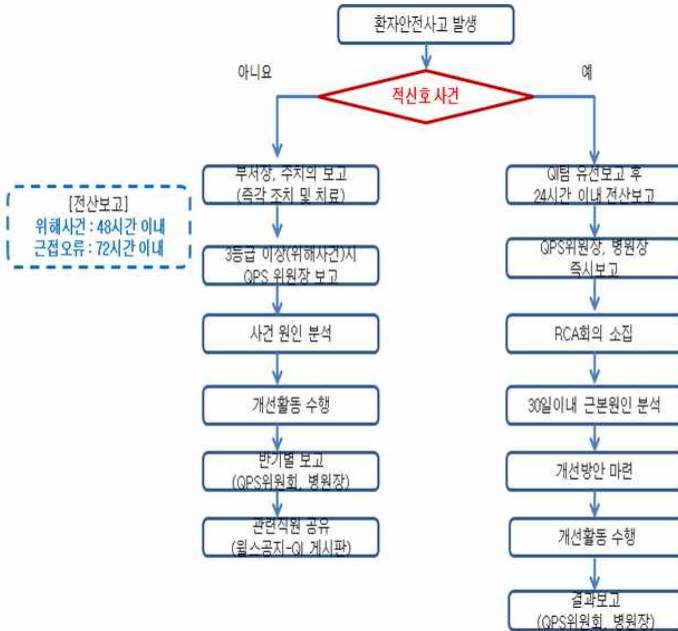 환자안전사고 발생
아니요
예
적신호 사건
부서장, 주치의 보고
(즉각 조치 및 치료)
QI팀 유선보고 후
24시간 이내 전산보고
[전산보고]
위해사건 : 48시간 이내
근접오류 : 72시간 이내
3등급 이상(위해사건)시
QPS 위원장 보고
QPS위원장, 병원장
즉시보고
사건 원인 분석
RCA회의 소집
개선활동 수행
30일이내 근본원인 분석
반기별 보고
(QPS위원회, 병원장)
개선방안 마련
관련직원 공유
(윌스공지-QI 게시판)
개선활동 수행
결과보고
(QPS위원회, 병원장)